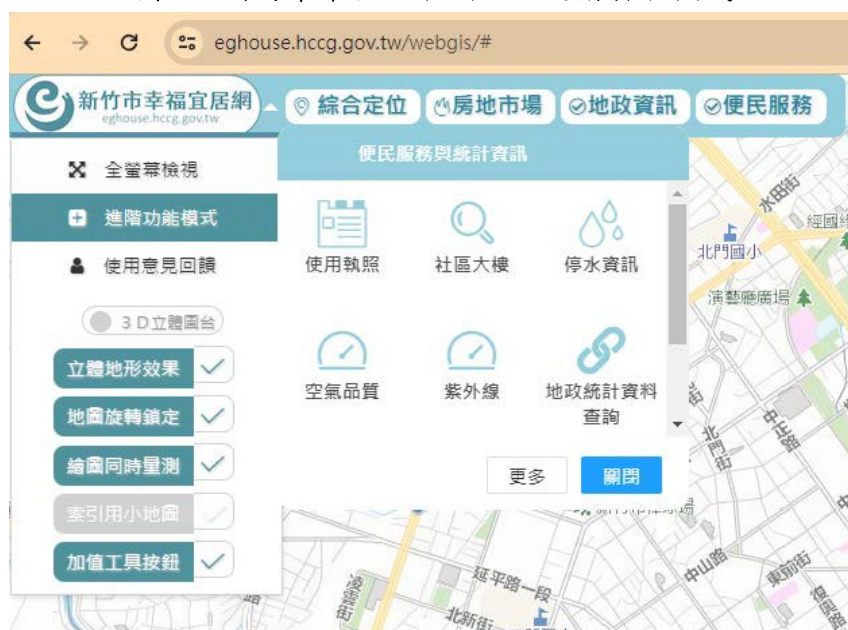 eghouse.hccg.gov.tw/webgis/#
新竹市幸福宜居網
eghouse.hccg.gov.tw
綜合定位
房地市場
地政資訊
便民服務
全螢幕檢視
進階功能模式
使用意見回饋
3D立體圖台
立體地形效果
地圖旋轉鎖定
繪圖同時量測
索引用小地圖
加值工具按鈕
便民服務與統計資訊
使用執照
社區大樓
停水資訊
空氣品質
紫外線
地政統計資料
查詢
更多
關閉
水田街
經國
北門國小
演藝廳廣場
北門街
中正路
中山路
東前街
延平路一段
北新街
凌雲街